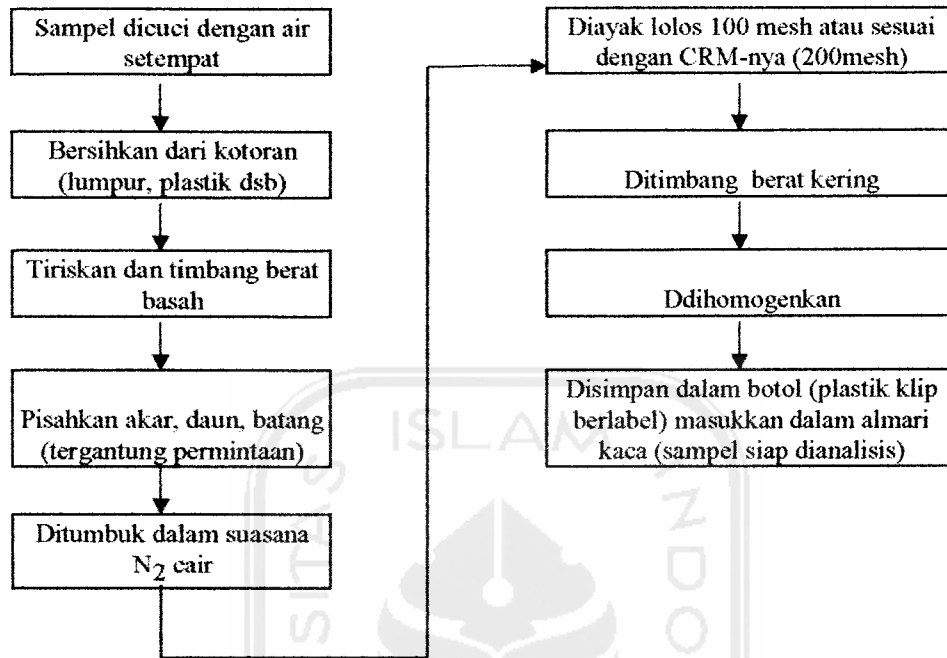 Sampel dicuci dengan air
setempat
Bersihkan dari kotoran
(lumpur, plastik dsb)
Tiriskan dan timbang berat
basah
Pisahkan akar, daun, batang
(tergantung permintaan)
Ditumbuk dalam suasana
N2 cair
Diayak lolos 100 mesh atau sesuai
dengan CRM-nya (200mesh)
Ditimbang berat kering
Ddihomogenkan
Disimpan dalam botol (plastik klip
berlabel) masukkan dalam almari
kaca (sampel siap dianalisis)
ISLAM
SITAS
NDO